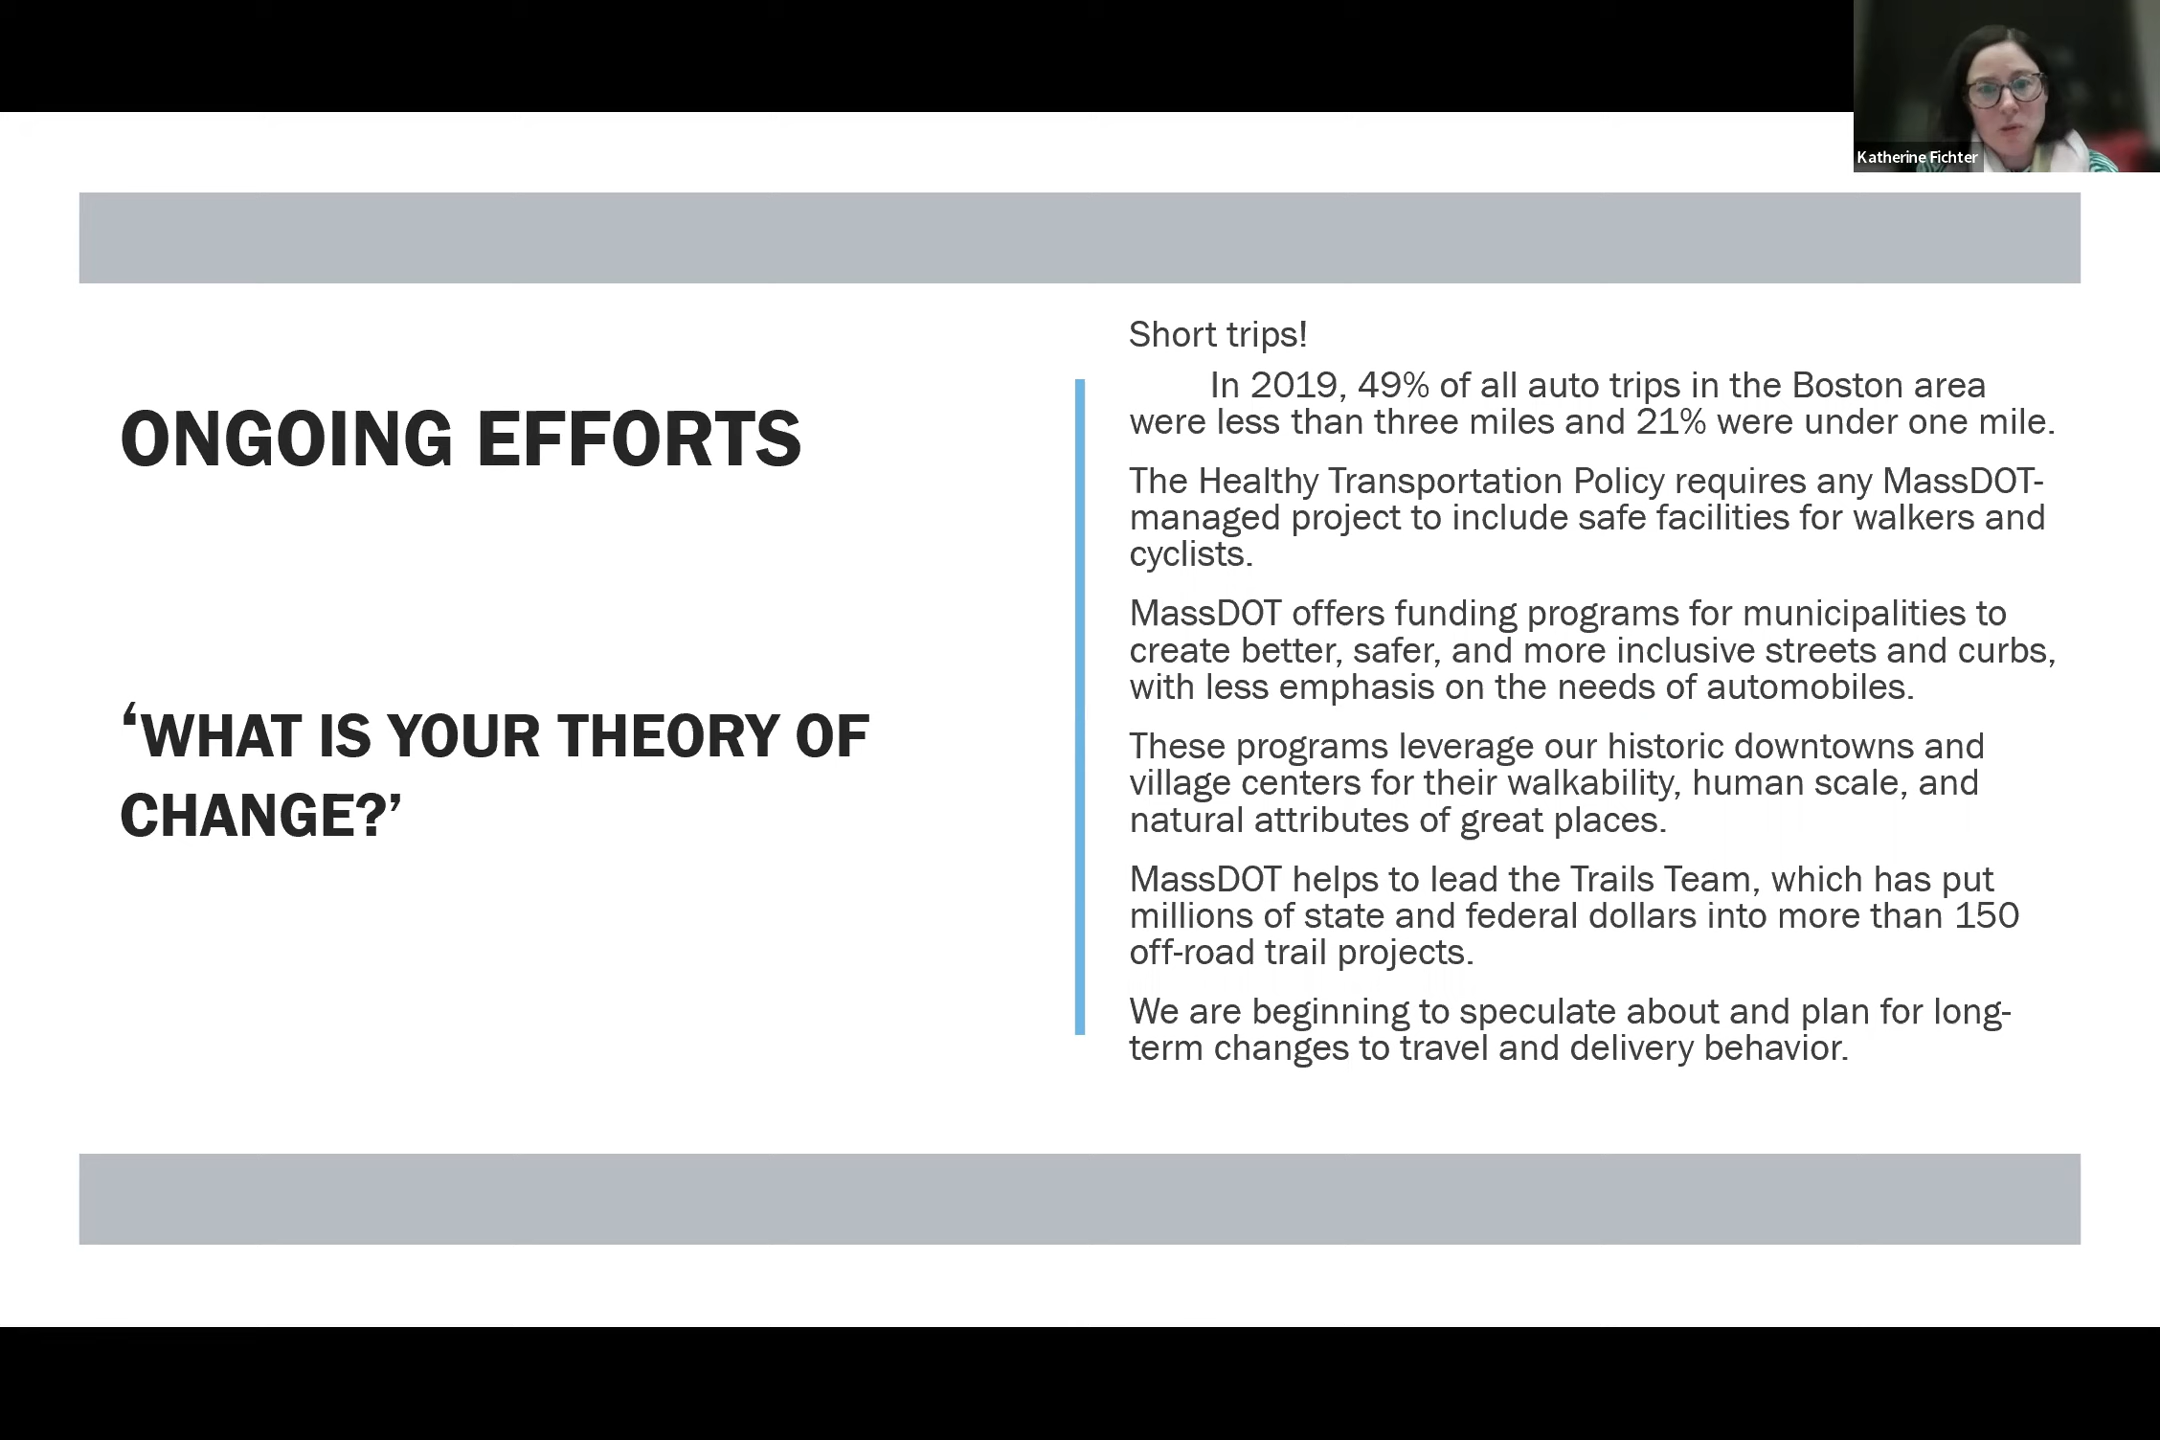 Katherine Fichter
ONGOING EFFORTS
‘WHAT IS YOUR THEORY OF
CHANGE?’
Short trips!
In 2019, 49% of all auto trips in the Boston area
were less than three miles and 21% were under one mile.
The Healthy Transportation Policy requires any MassDOT-
managed project to include safe facilities for walkers and
cyclists.
MassDOT offers funding programs for municipalities to
create better, safer, and more inclusive streets and curbs,
with less emphasis on the needs of automobiles.
These programs leverage our historic downtowns and
village centers for their walkability, human scale, and
natural attributes of great places.
MassDOT helps to lead the Trails Team, which has put
millions of state and federal dollars into more than 150
off-road trail projects.
We are beginning to speculate about and plan for long-
term changes to travel and delivery behavior.